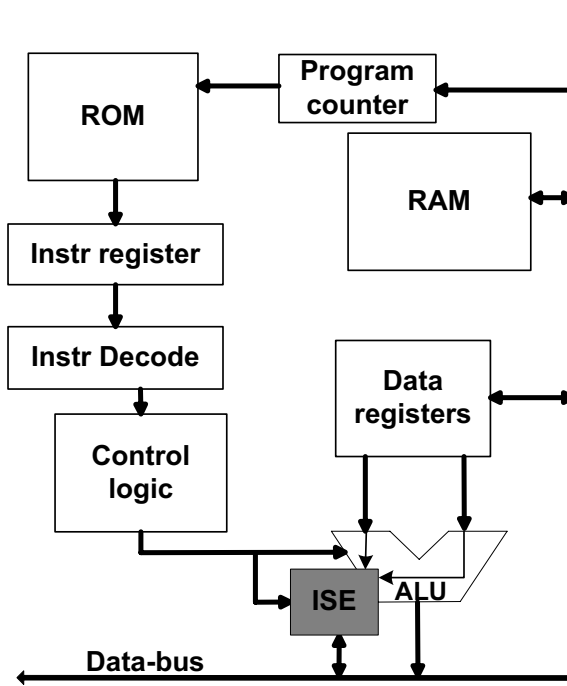 Program
counter
ROM
RAM
Instr register
Instr Decode
Data
registers
Control
logic
ISE
ALU
Data-bus